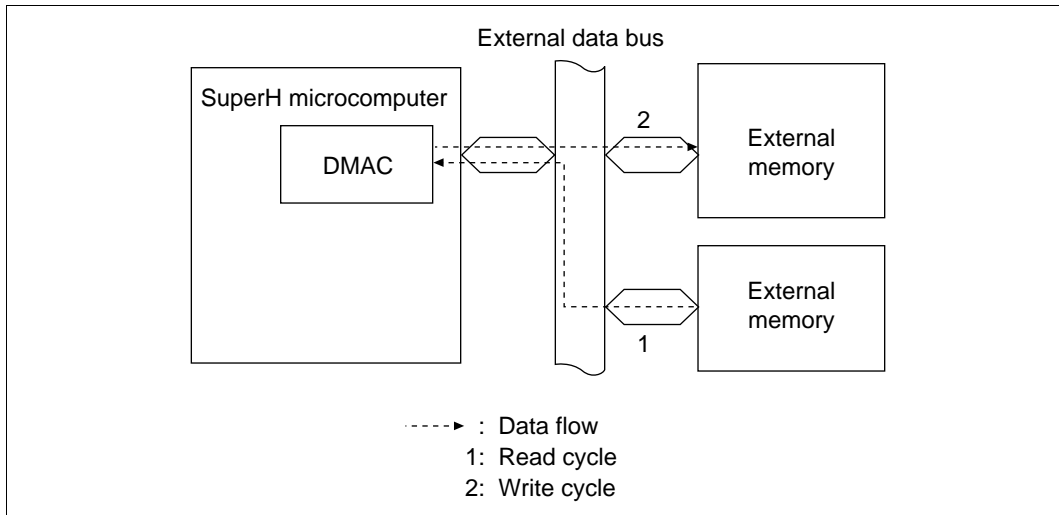 External data bus
SuperH microcomputer
DMAC
2
External
memory
External
memory
1
: Data flow
1: Read cycle
2: Write cycle